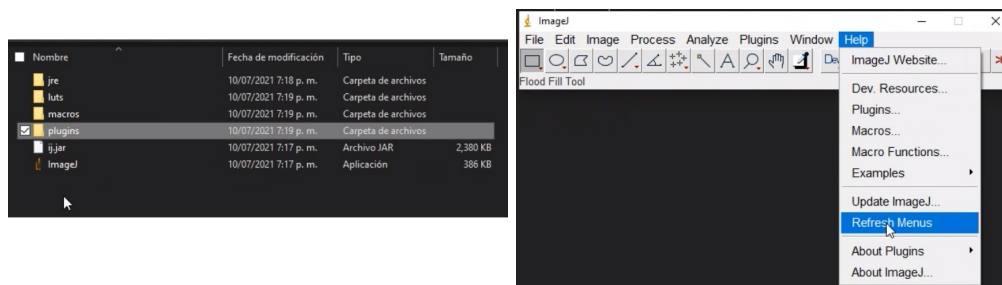 Nombre Fecha de modificación Tipo Tamaño
jre 10/07/2021 7:18 p. m. Carpeta de archivos
luts 10/07/2021 7:19 p. m. Carpeta de archivos
macros 10/07/2021 7:19 p. m. Carpeta de archivos
plugins 10/07/2021 7:19 p. m. Carpeta de archivos
ij.jar 10/07/2021 7:17 p. m. Archivo JAR 2,380 KB
ImageJ 10/07/2021 7:17 p. m. Aplicación 386 KB
ImageJ
File Edit Image Process Analyze Plugins Window Help
A De
Flood Fill Tool
ImageJ Website...
Dev. Resources...
Plugins...
Macros...
Macro Functions...
Examples
Update ImageJ...
Refresh Menus
About Plugins
About ImageJ...